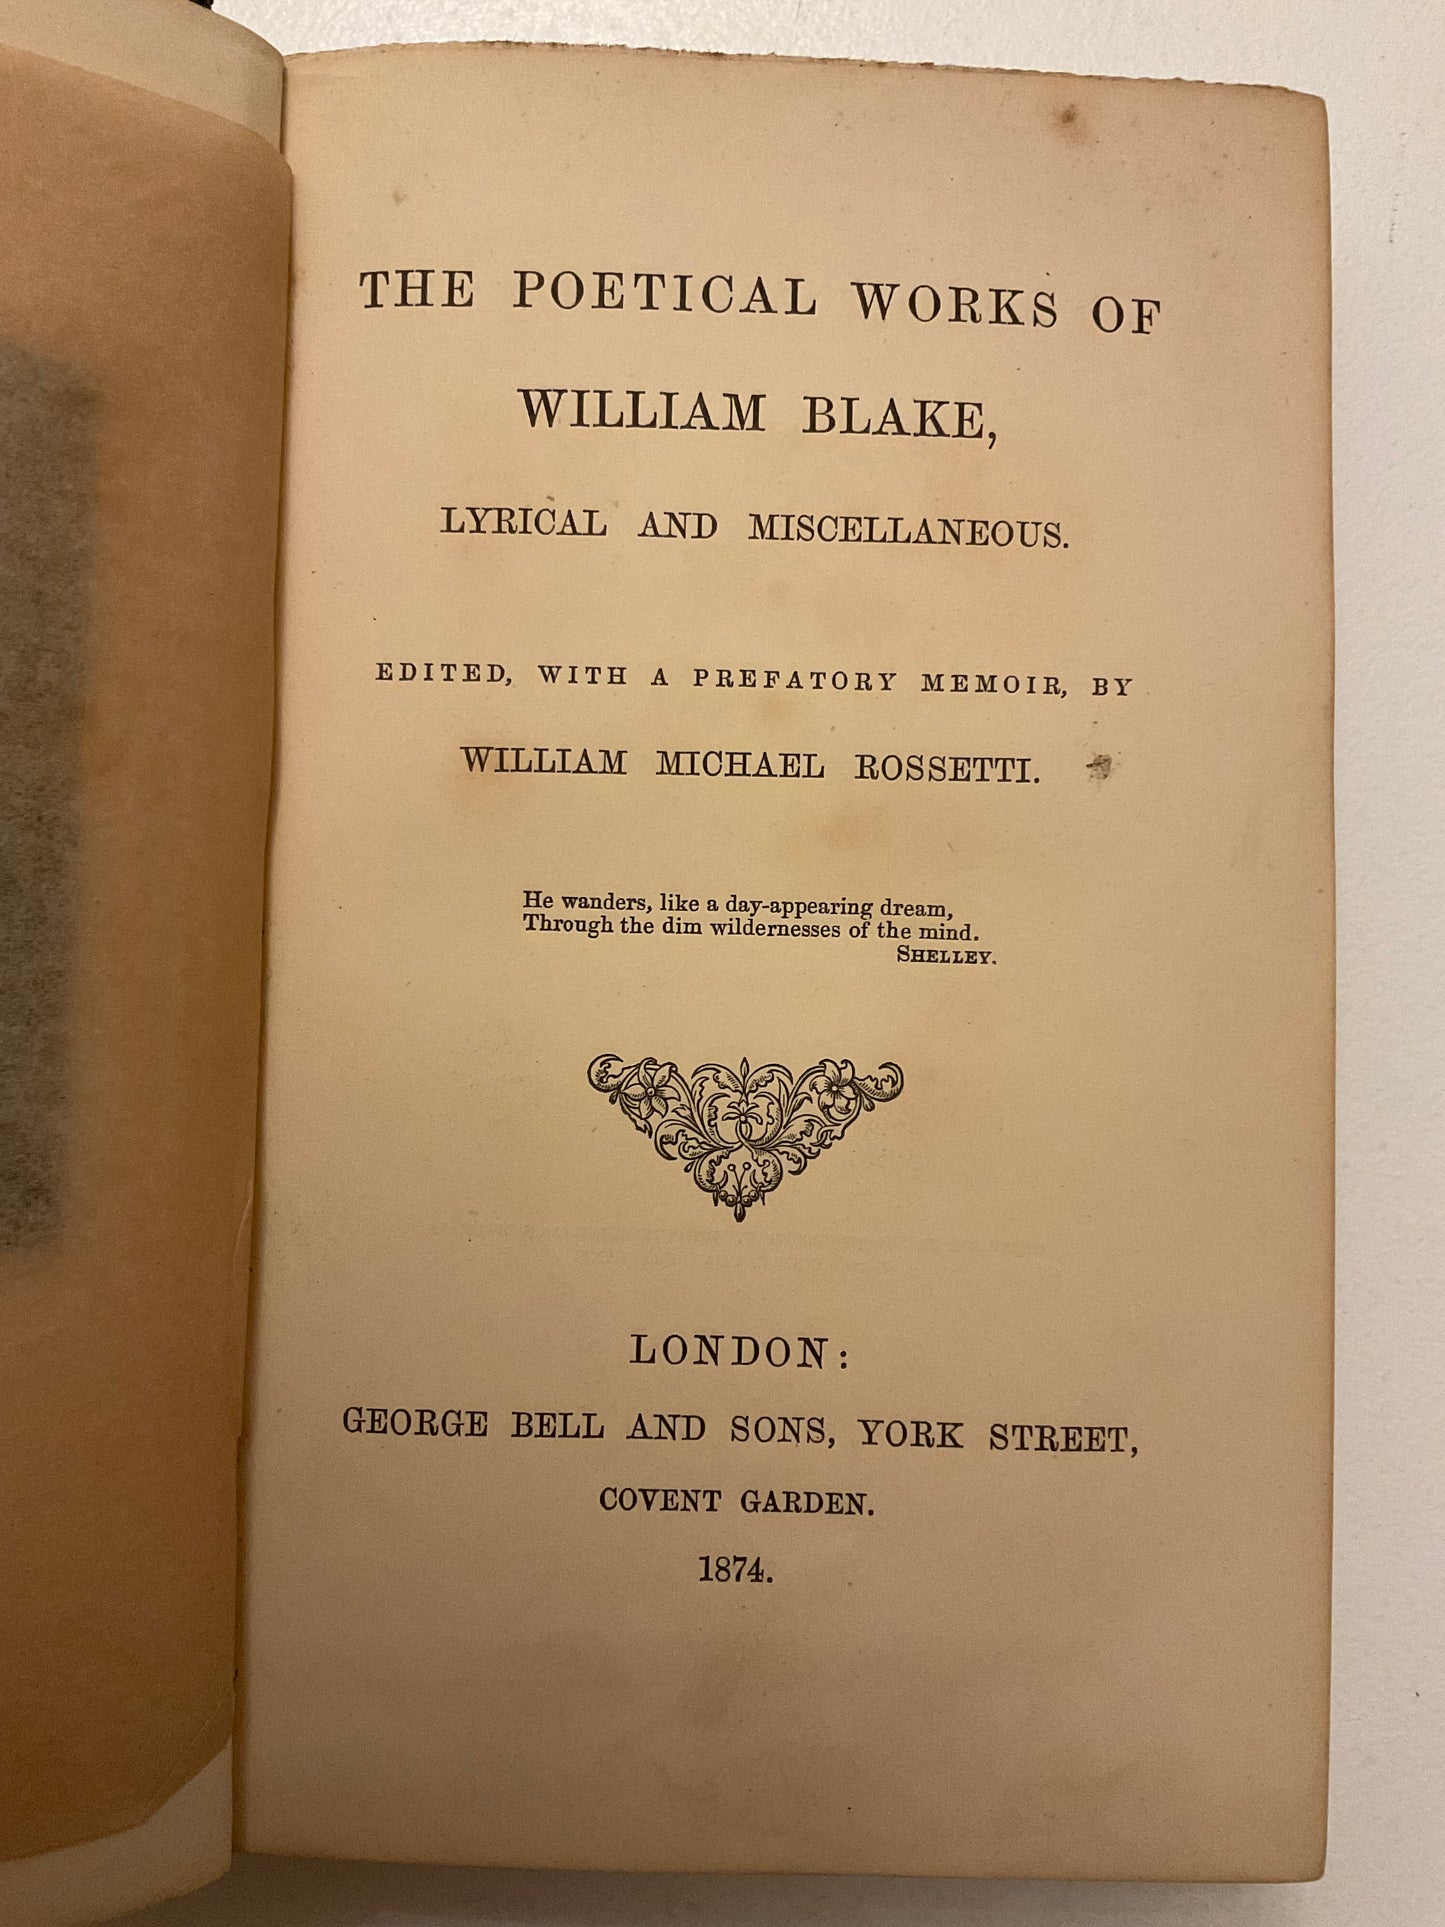 THE POETICAL WORKS OF
WILLIAM BLAKE,
LYRICAL AND MISCELLANEOUS.
EDITED, WITH A PREFATORY MEMOIR, BY
WILLIAM MICHAEL ROSSETTI.
He wanders, like a day-appearing dream,
Through the dim wildernesses of the mind.
SHELLEY.
LONDON:
GEORGE BELL AND SONS, YORK STREET,
COVENT GARDEN.
1874.